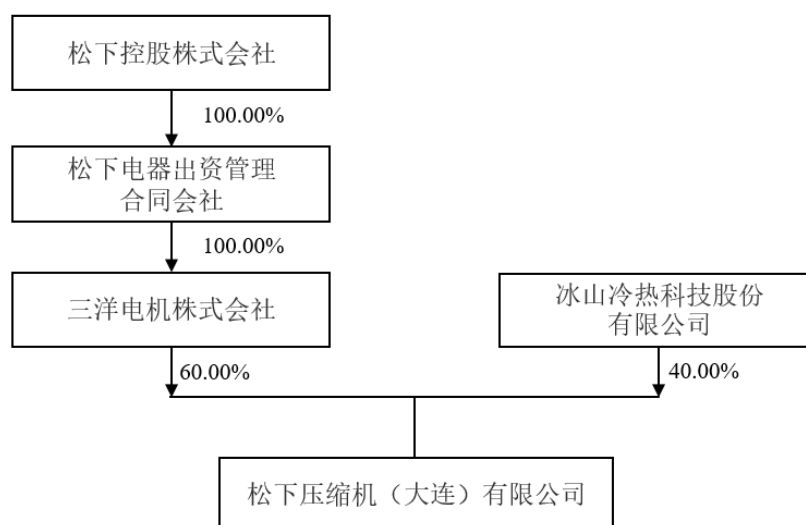 松下控股株式会社
100.00%
松下电器出资管理
合同会社
100.00%
三洋电机株式会社
冰山冷热科技股份
有限公司
60.00%
40.00%
松下压缩机（大连）有限公司